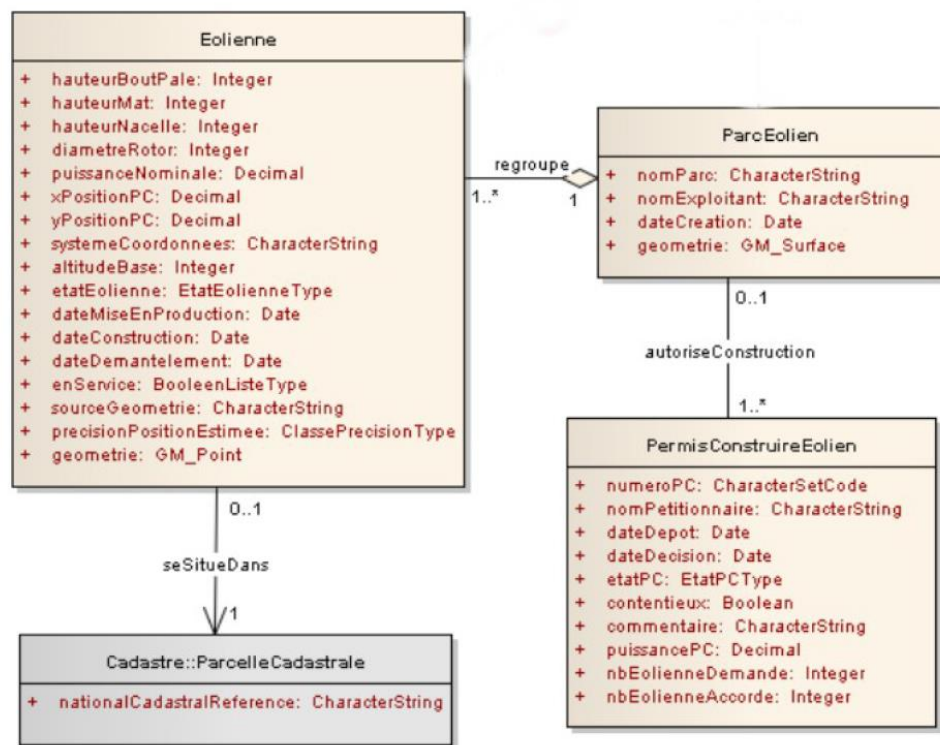 Eolienne
+ hauteurBoutPale: Integer
+ hauteurMat: Integer
+ hauteurNacelle: Integer
+ diametreRotor: Integer
+ puissanceNominale: Decimal
+ xPositionPC: Decimal
+ yPositionPC: Decimal
+ systemeCoordonnees: CharacterString
+ altitudeBase: Integer
+ etatEolienne: EtatEolienneType
+ dateMiseEnProduction: Date
+ dateConstruction: Date
+ dateDemantelement: Date
+ enService: BooleenListeType
+ sourceGeometrie: CharacterString
+ precisionPositionEstimee: ClassePrecisionType
+ geometrie: GM_Point
regroupe
1..*
1
ParcEolien
+ nomParc: CharacterString
+ nomExploitant: CharacterString
+ dateCreation: Date
+ geometrie: GM_Surface
0..1
autoriseConstruction
1..*
PermisConstruireEolien
+ numeroPC: CharacterSetCode
+ nomPetitionnaire: CharacterString
+ dateDepot: Date
+ dateDecision: Date
+ etatPC: EtatPCType
+ contentieux: Boolean
+ commentaire: CharacterString
+ puissancePC: Decimal
+ nbEolienneDemande: Integer
+ nbEolienneAccorde: Integer
0..1
seSitueDans
1
Cadastre::ParcelleCadastrale
+ nationalCadastralReference: CharacterString